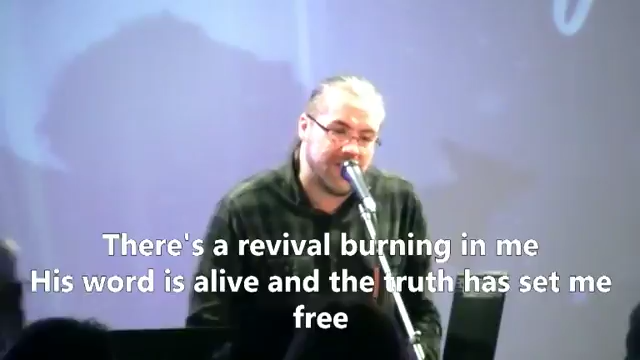 There's a revival burning in me
His word is alive and the truth has set me
free